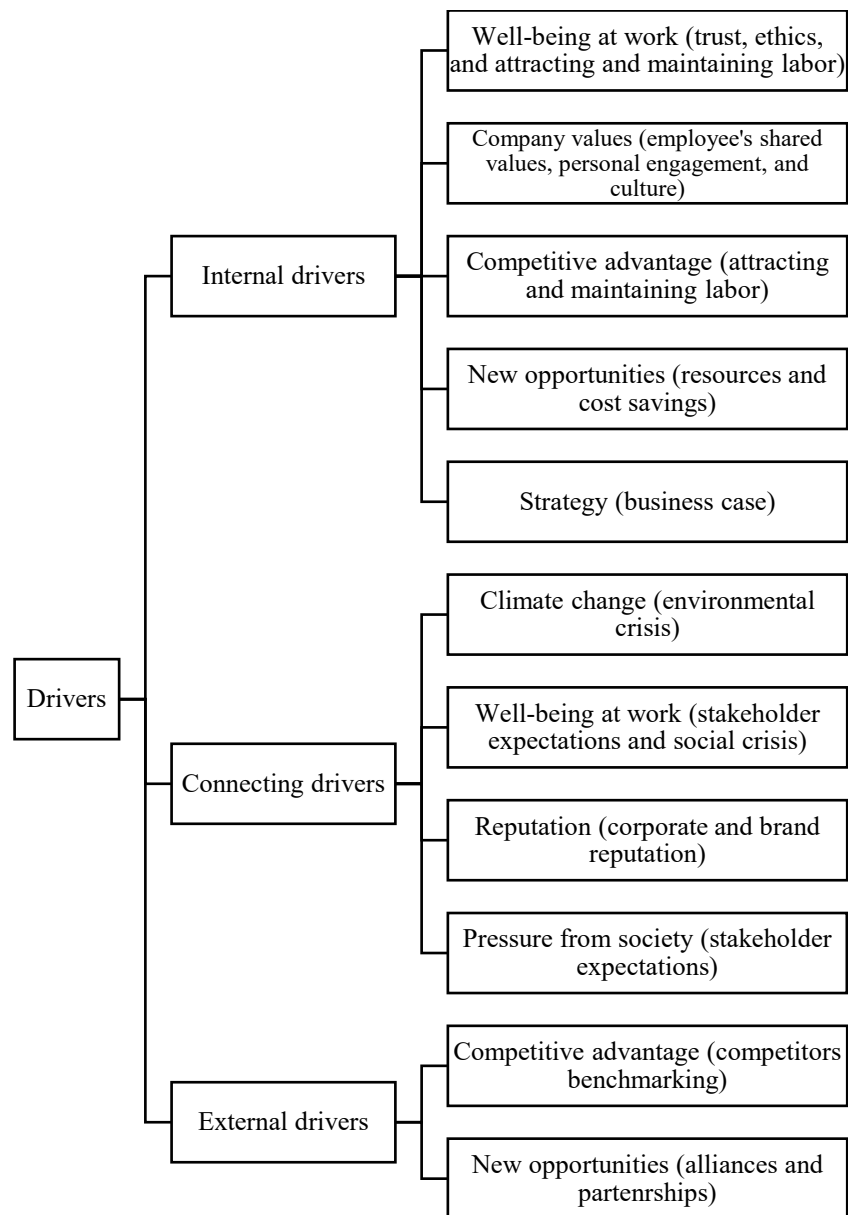 Drivers
Internal drivers
Well-being at work (trust, ethics,
and attracting and maintaining labor)
Company values (employee's shared
values, personal engagement, and
culture)
Competitive advantage (attracting
and maintaining labor)
New opportunities (resources and
cost savings)
Strategy (business case)
Connecting drivers
Climate change (environmental
crisis)
Well-being at work (stakeholder
expectations and social crisis)
Reputation (corporate and brand
reputation)
Pressure from society (stakeholder
expectations)
External drivers
Competitive advantage (competitors
benchmarking)
New opportunities (alliances and
partenrships)